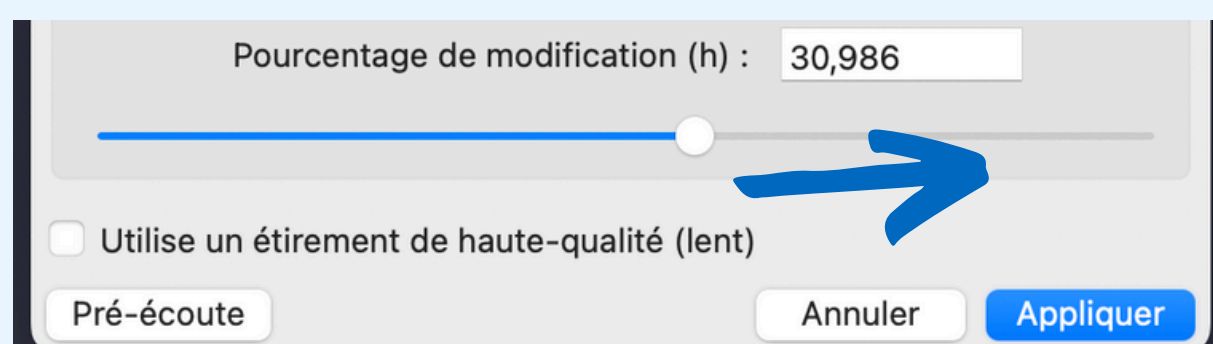 Pourcentage de modification (h) : 30,986
Utilise un étirement de haute-qualité (lent)
Pré-écoute Annuler Appliquer